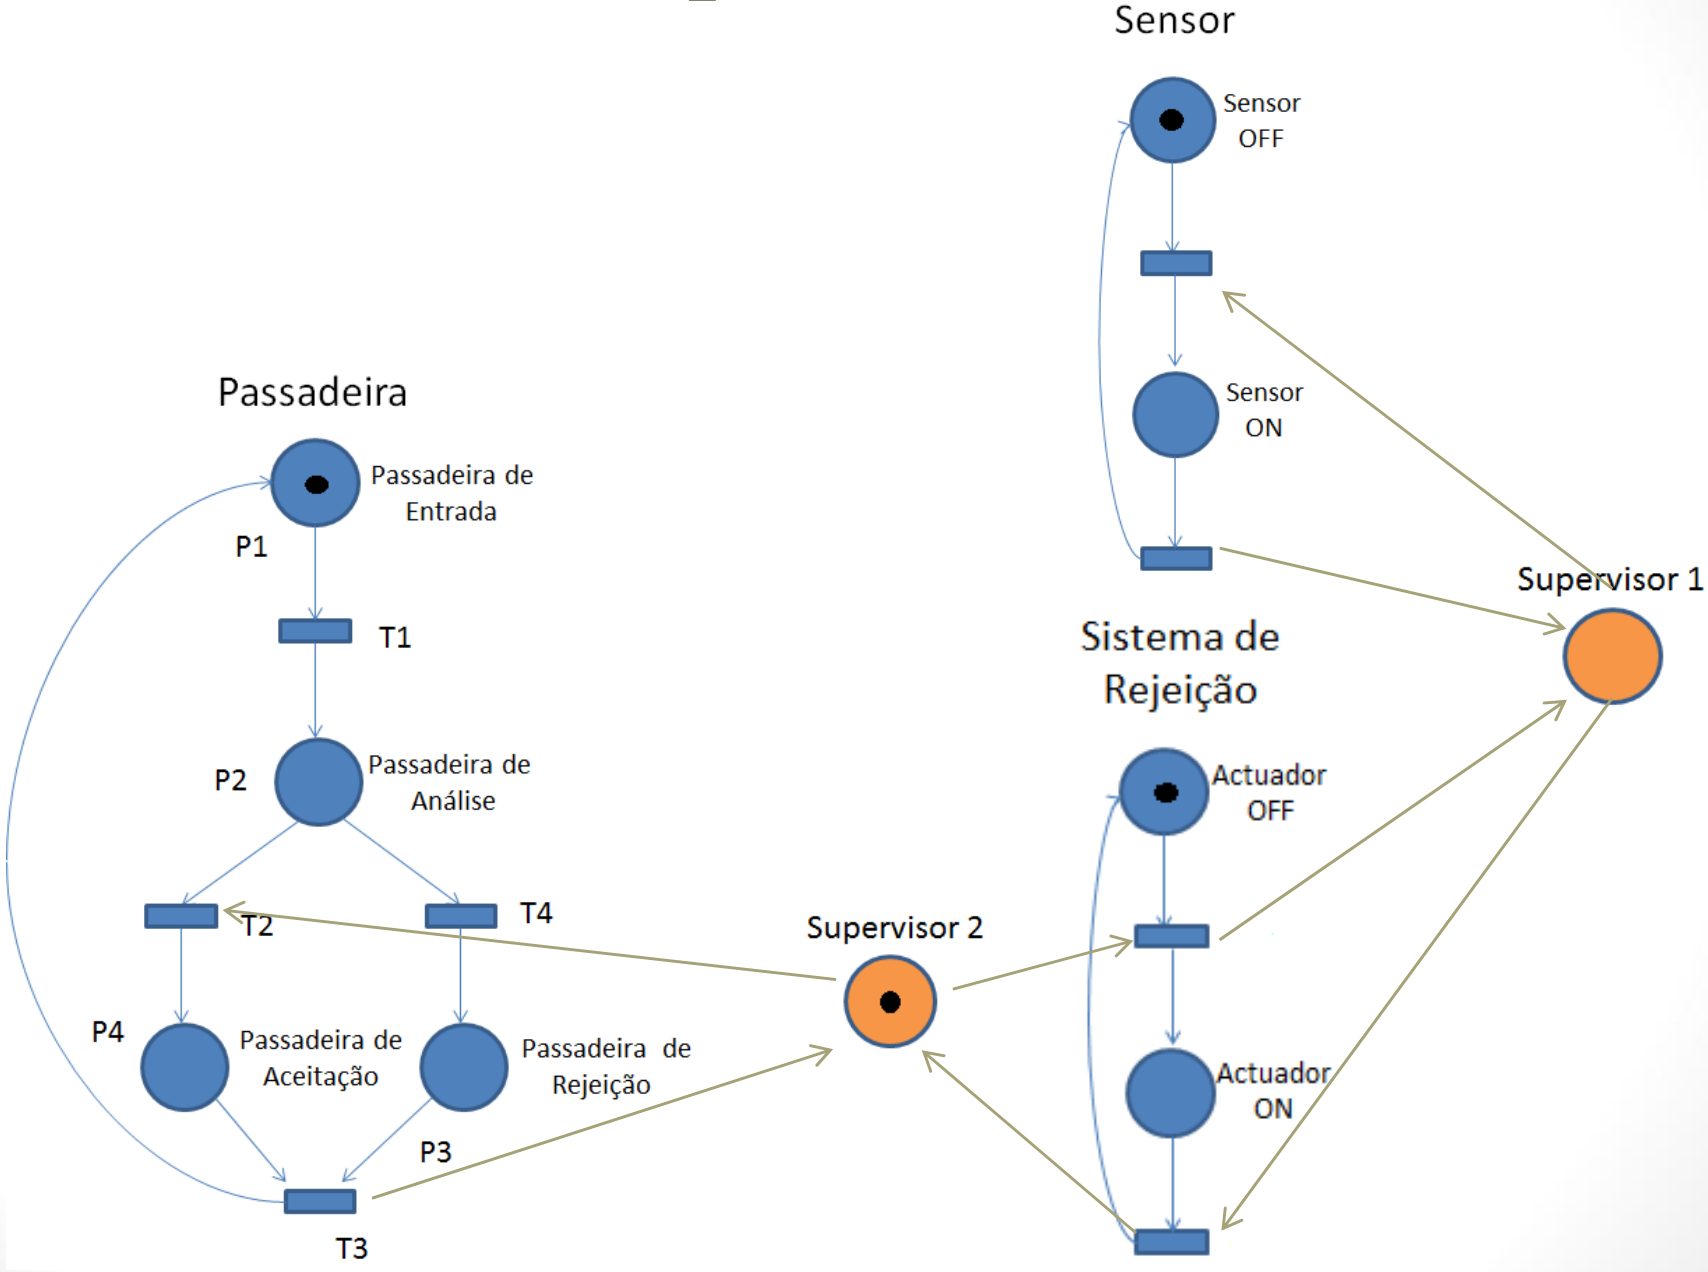 Sensor
Sensor
OFF
Sensor
ON
Passadeira
Passadeira de
Entrada
P1
T1
P2
Passadeira de
Análise
T2
T4
P4
Passadeira de
Aceitação
Passadeira de
Rejeição
P3
T3
Supervisor 2
Supervisor 1
Sistema de
Rejeição
Actuador
OFF
Actuador
ON